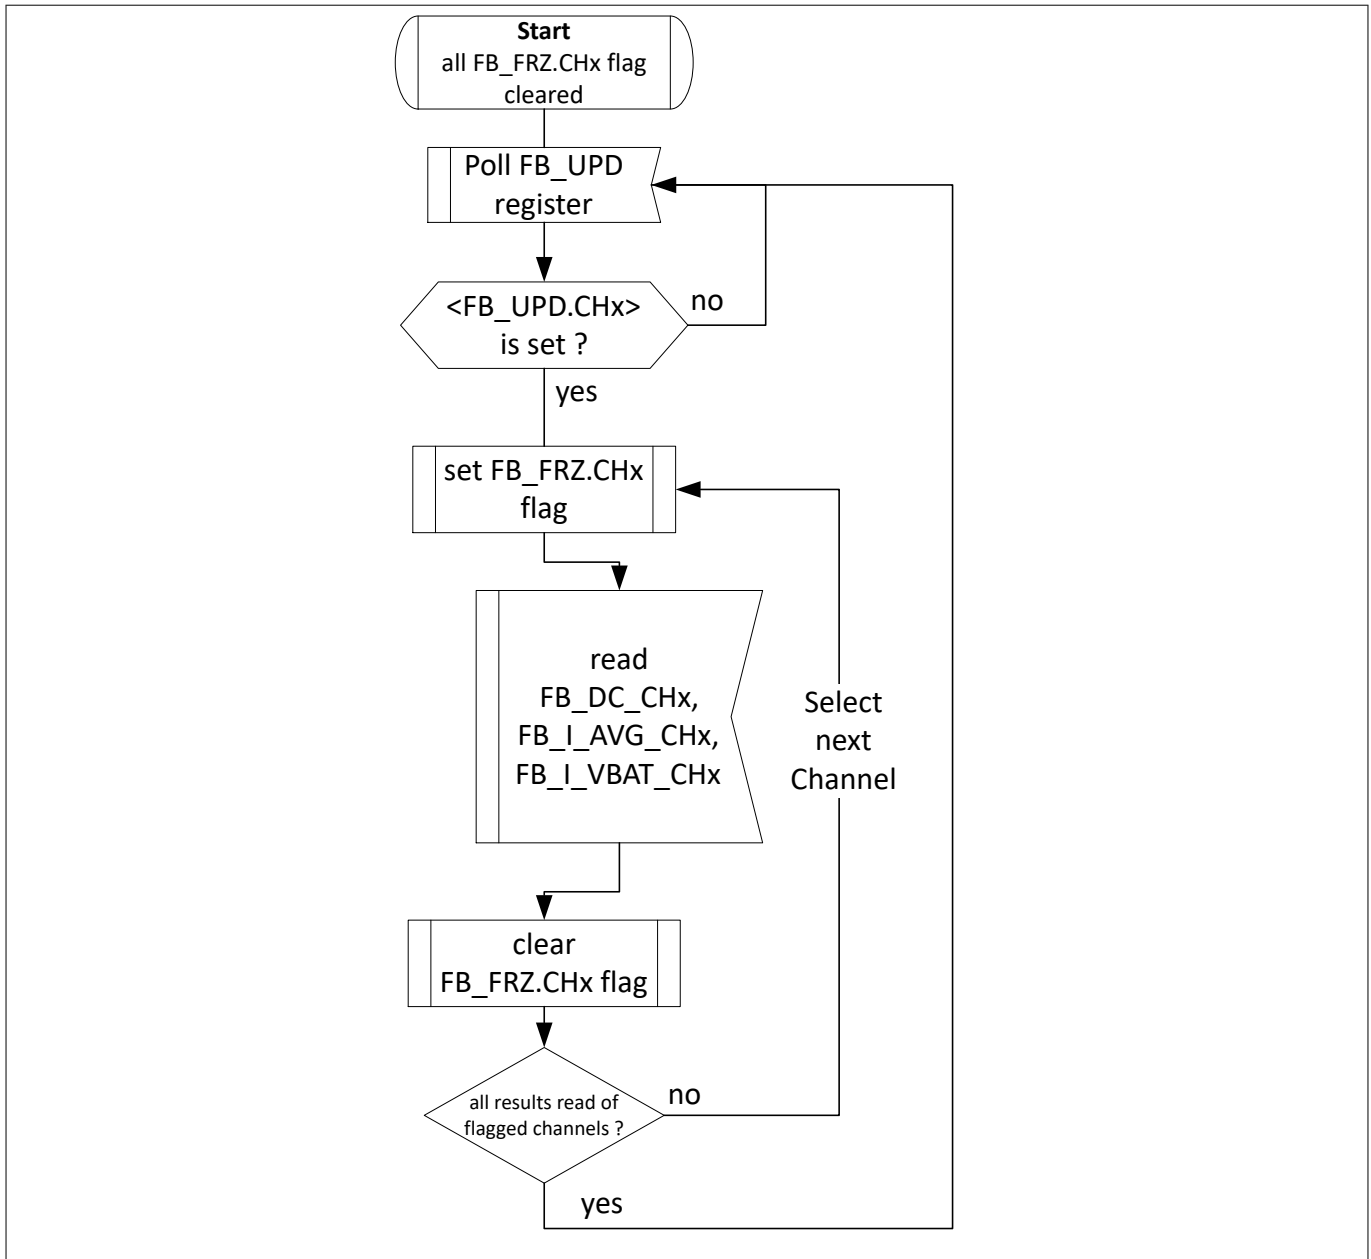 Start
all FB_FRZ.CHx flag
cleared
Poll FB_UPD
register
<FB_UPD.CHx>
is set ?
no
yes
set FB_FRZ.CHx
flag
read
FB_DC_CHx,
FB_I_AVG_CHx,
FB_I_VBAT_CHx
Select
next
Channel
clear
FB_FRZ.CHx flag
all results read of
flagged channels ?
no
yes